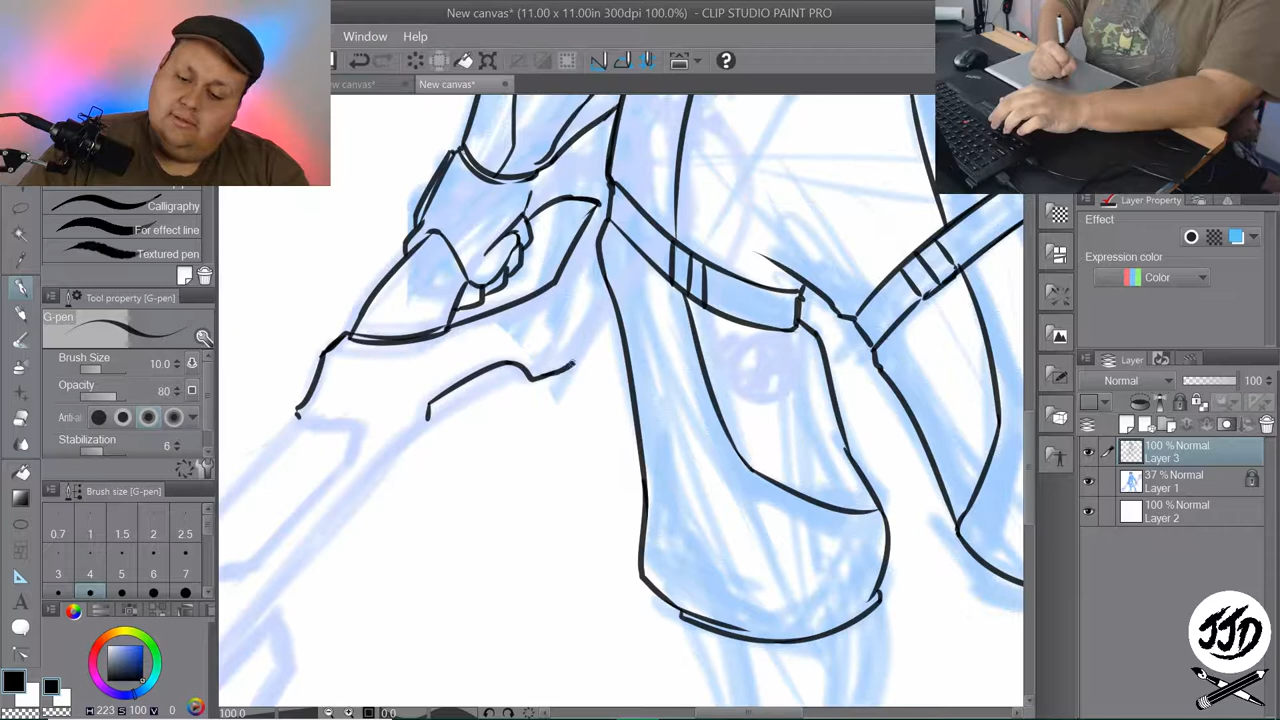 New canvas* (11.00 x 11.00in 300dpi 100.0%) - CLIP STUDIO PAINT PRO
Window Help
New canvas*
Calligraphy
For effect line
Textured pen
Tool property [G-pen]
G-pen
Brush Size 10.0
Opacity 80
Anti-al
Stabilization 6
Brush size [G-pen]
0.7 1 1.5 2 2.5
3 4 5 6 7
H 223 S 100 V 0
100.0 0.0
Layer Property
Effect
Expression color
Color
Layer
Normal 100
100 % Normal
Layer 3
37 % Normal
Layer 1
100 % Normal
Layer 2
JJD